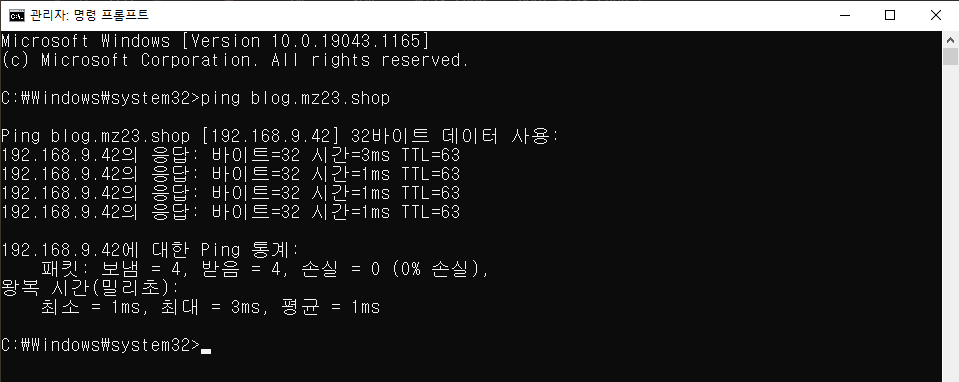 관리자: 명령 프롬프트
Microsoft Windows [Version 10.0.19043.1165]
(c) Microsoft Corporation. All rights reserved.
C:₩Windows₩system32>ping blog.mz23.shop
Ping blog.mz23.shop [192.168.9.42] 32바이트 데이터 사용:
192.168.9.42의 응답: 바이트=32 시간=3ms TTL=63
192.168.9.42의 응답: 바이트=32 시간=1ms TTL=63
192.168.9.42의 응답: 바이트=32 시간=1ms TTL=63
192.168.9.42의 응답: 바이트=32 시간=1ms TTL=63
192.168.9.42에 대한 Ping 통계:
패킷: 보냄 = 4, 받음 = 4, 손실 = 0 (0% 손실),
왕복 시간(밀리초):
최소 = 1ms, 최대 = 3ms, 평균 = 1ms
C:₩Windows₩system32>